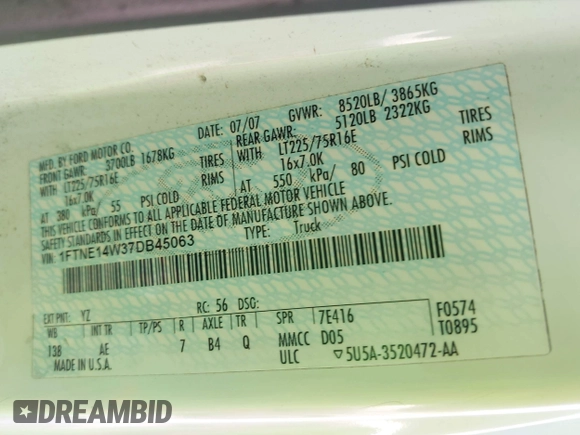 MFD. BY FORD MOTOR CO. DATE: 07/07 GVWR: 8520LB/ 3865KG
FRONT GAWR: 3700LB 1678KG REAR GAWR: 5120LB 2322KG
WITH LT225/75R16E TIRES WITH LT225/75R16E TIRES
16x7.0K RIMS 16x7.0K RIMS
AT 380 kPa/ 55 PSI COLD AT 550 kPa/ 80 PSI COLD
THIS VEHICLE CONFORMS TO ALL APPLICABLE FEDERAL MOTOR VEHICLE
SAFETY STANDARDS IN EFFECT ON THE DATE OF MANUFACTURE SHOWN ABOVE.
VIN: 1FTNE14W37DB45063 TYPE: Truck
EXT PNT: YZ RC: 56 DSO: F0574
WB INT TR TP/PS R AXLE TR SPR 7E416 T0895
138 AE 7 B4 Q MMCC D05
MADE IN U.S.A. ULC ▽5U5A-3520472-AA
DREAMBID